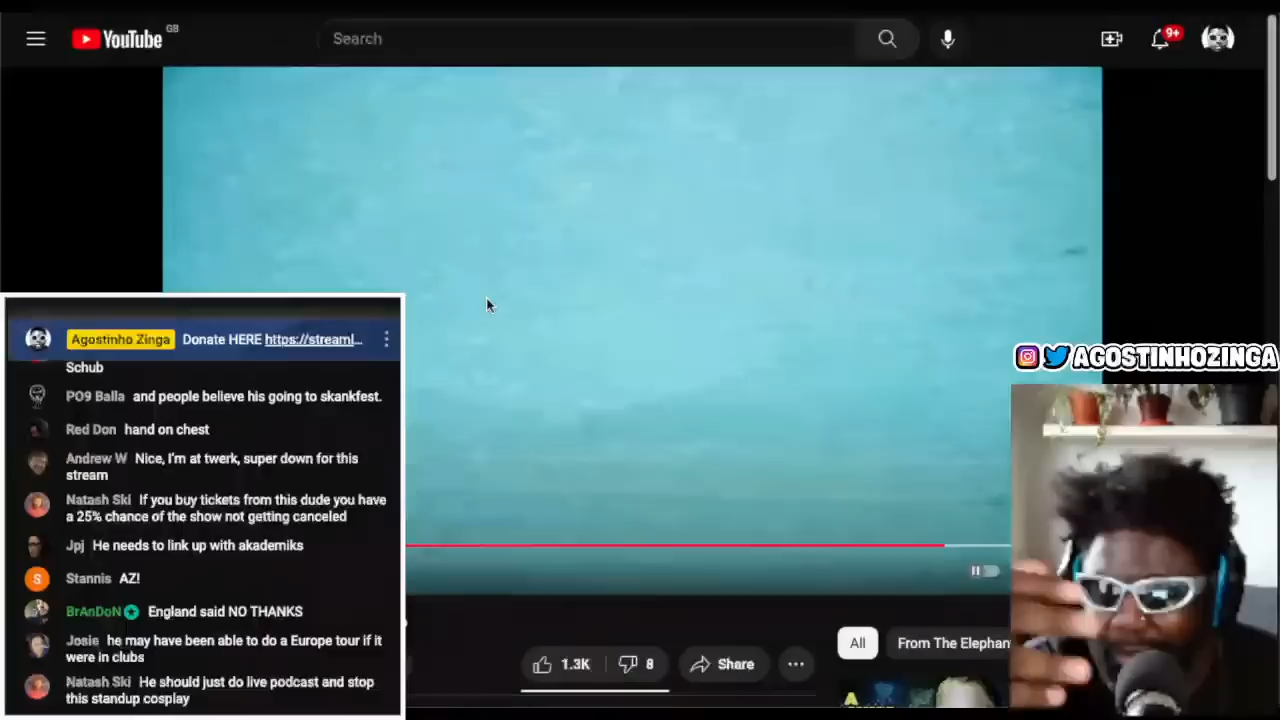 YouTube GB
Search
9+
Agostinho Zinga Donate HERE https://streaml...
Schub
PO9 Balla and people believe his going to skankfest.
Red Don hand on chest
Andrew W Nice, I'm at twerk, super down for this
stream
Natash Ski If you buy tickets from this dude you have
a 25% chance of the show not getting canceled
Jpj He needs to link up with akademiks
S
Stannis AZ!
BrAnDoN England said NO THANKS
Josie he may have been able to do a Europe tour if it
were in clubs
Natash Ski He should just do live podcast and stop
this standup cosplay
AGOSTINHOZINGA
All
From The Elephan
1.3K
8
Share